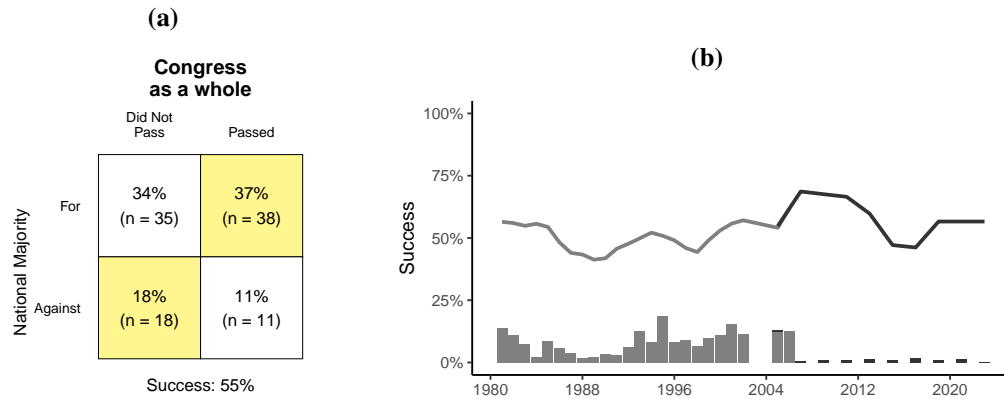 (a)
Congress
as a whole
Did Not
Pass
Passed
National Majority
For
34%
(n = 35)
37%
(n = 38)
Against
18%
(n = 18)
11%
(n = 11)
Success: 55%
(b)
Success
100%
75%
50%
25%
0%
1980 1988 1996 2004 2012 2020